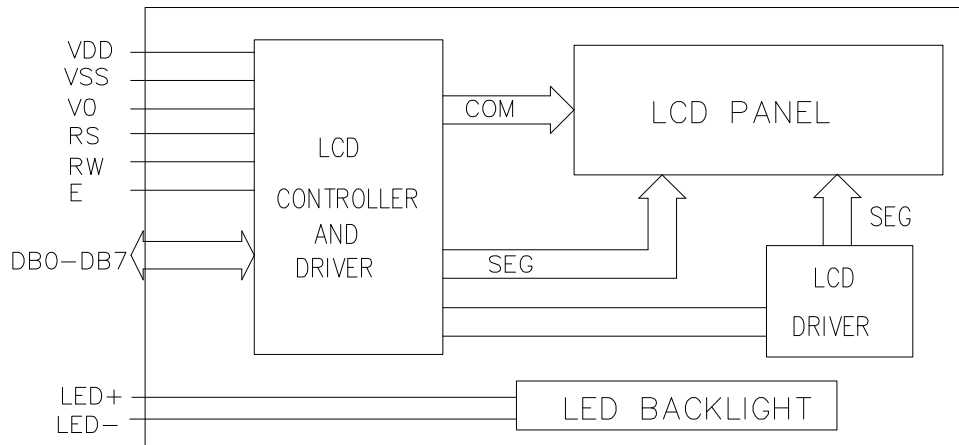 VDD
VSS
V0
RS
RW
E
DB0-DB7
LED+
LED-
LCD
CONTROLLER
AND
DRIVER
COM
SEG
LCD PANEL
SEG
LCD
DRIVER
LED BACKLIGHT